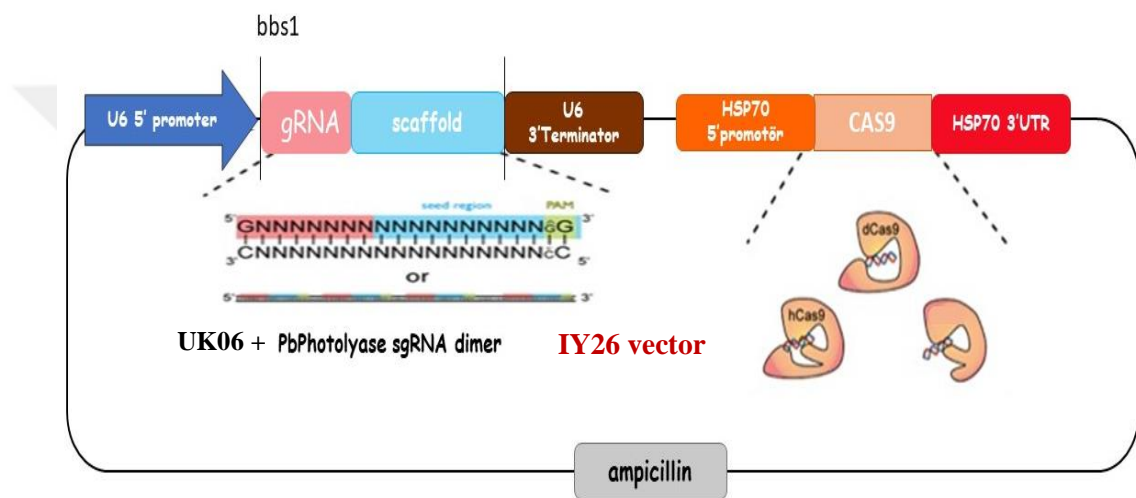 bbs1
U6 5' promoter
gRNA
scaffold
U6
3'Terminator
HSP70
5'promotör
CAS9
HSP70 3'UTR
seed region PAM
5' GNNNNNNNNNNNNNNNNNNNGG 3'
3' CNNNNNNNNNNNNNNNNNNNCC 5'
or
5' 3'
dCas9
hCas9
UK06 + PbPhotolyase sgRNA dimer
IY26 vector
ampicillin